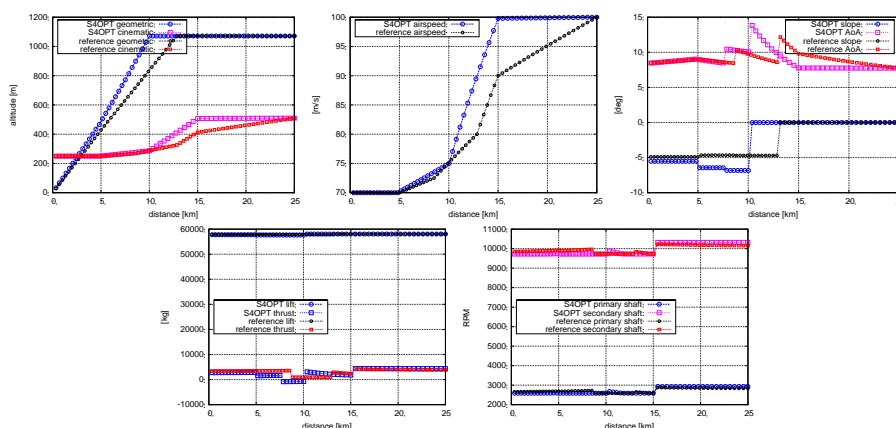 1200
1000
800
600
400
200
0
altitude [m]
0,
5,
10,
15,
20,
25
distance [km]
S4OPT geometric
S4OPT cinematic
reference geometric
reference cinematic
100
95
90
85
80
75
70
[m/s]
0,
5,
10,
15,
20,
25,
distance [km]
S4OPT airspeed
reference airspeed
15
10
5
0
-5
-10
[deg]
0,
5,
10,
15,
20,
25
distance [km]
S4OPT slope
S4OPT AoA
reference slope
reference AoA
60000
50000
40000
30000
20000
10000
0
[kg]
0,
5,
10,
15,
20,
25
distance [km]
S4OPT lift
S4OPT thrust
reference lift
reference thrust
11000
10000
9000
8000
7000
6000
5000
4000
3000
2000
RPM
0,
5,
10,
15,
20,
25
distance [km]
S4OPT primary shaft
S4OPT secondary shaft
reference primary shaft
reference secondary shaft